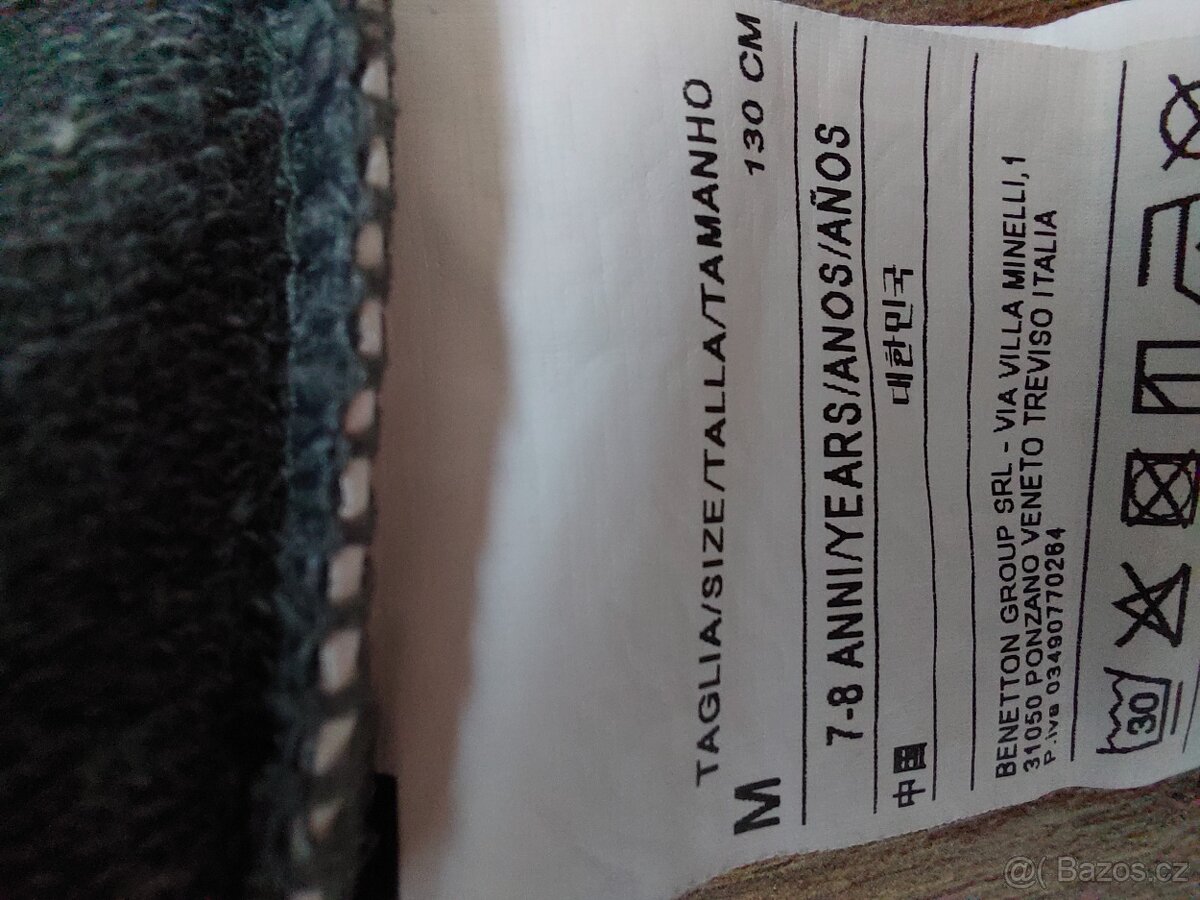 TAGLIA/SIZE/TALLA/TAMANHO
M 130 CM
7-8 ANNI/YEARS/ANOS/AÑOS
中国 대한민국
BENETTON GROUP SRL - VIA VILLA MINELLI,1
31050 PONZANO VENETO TREVISO ITALIA
P.iva 03490770264
30
@( Bazos.cz